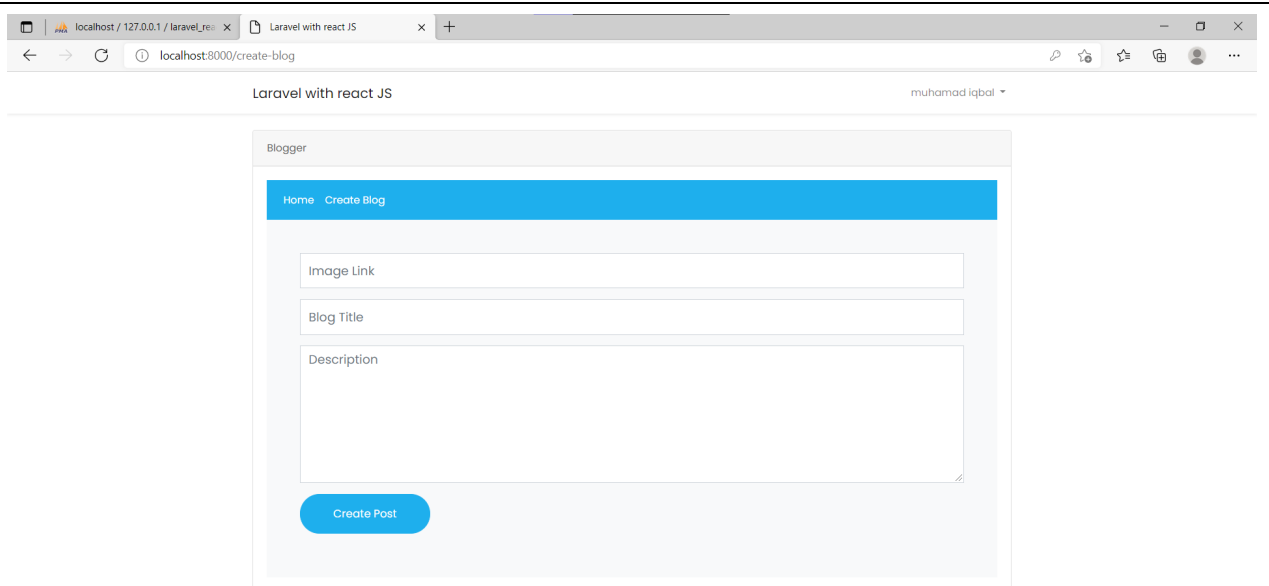 localhost / 127.0.0.1 / laravel_rea
Laravel with react JS
localhost:8000/create-blog
Laravel with react JS
muhamad iqbal
Blogger
Home Create Blog
Image Link
Blog Title
Description
Create Post